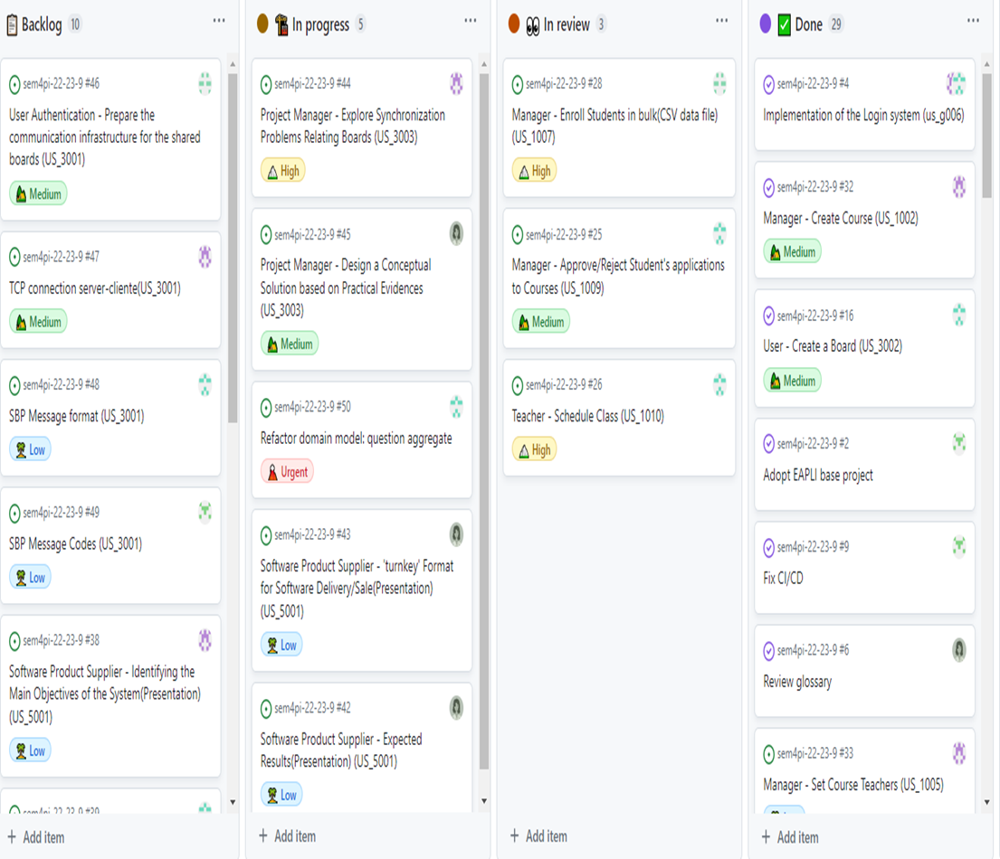 Backlog 10
sem4pi-22-23-9 #46
User Authentication - Prepare the
communication infrastructure for the shared
boards (US_3001)
Medium
sem4pi-22-23-9 #47
TCP connection server-cliente(US_3001)
Medium
sem4pi-22-23-9 #48
SBP Message format (US_3001)
Low
sem4pi-22-23-9 #49
SBP Message Codes (US_3001)
Low
sem4pi-22-23-9 #38
Software Product Supplier - Identifying the
Main Objectives of the System(Presentation)
(US_5001)
Low
sem4pi-22-23-9 #39
+ Add item
In progress 5
sem4pi-22-23-9 #44
Project Manager - Explore Synchronization
Problems Relating Boards (US_3003)
High
sem4pi-22-23-9 #45
Project Manager - Design a Conceptual
Solution based on Practical Evidences
(US_3003)
Medium
sem4pi-22-23-9 #50
Refactor domain model: question aggregate
Urgent
sem4pi-22-23-9 #43
Software Product Supplier - 'turnkey' Format
for Software Delivery/Sale(Presentation)
(US_5001)
Low
sem4pi-22-23-9 #42
Software Product Supplier - Expected
Results(Presentation) (US_5001)
Low
+ Add item
In review 3
sem4pi-22-23-9 #28
Manager - Enroll Students in bulk(CSV data file)
(US_1007)
High
sem4pi-22-23-9 #25
Manager - Approve/Reject Student's applications
to Courses (US_1009)
Medium
sem4pi-22-23-9 #26
Teacher - Schedule Class (US_1010)
High
+ Add item
Done 29
sem4pi-22-23-9 #4
Implementation of the Login system (us_g006)
sem4pi-22-23-9 #32
Manager - Create Course (US_1002)
Medium
sem4pi-22-23-9 #16
User - Create a Board (US_3002)
Medium
sem4pi-22-23-9 #2
Adopt EAPLI base project
sem4pi-22-23-9 #9
Fix CI/CD
sem4pi-22-23-9 #6
Review glossary
sem4pi-22-23-9 #33
Manager - Set Course Teachers (US_1005)
+ Add item